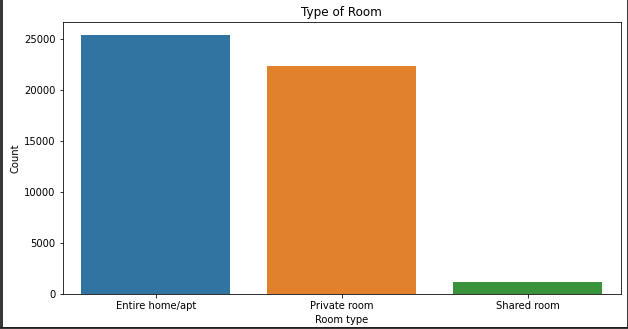 Type of Room
25000
20000
15000
10000
5000
0
Count
Entire home/apt
Private room
Shared room
Room type